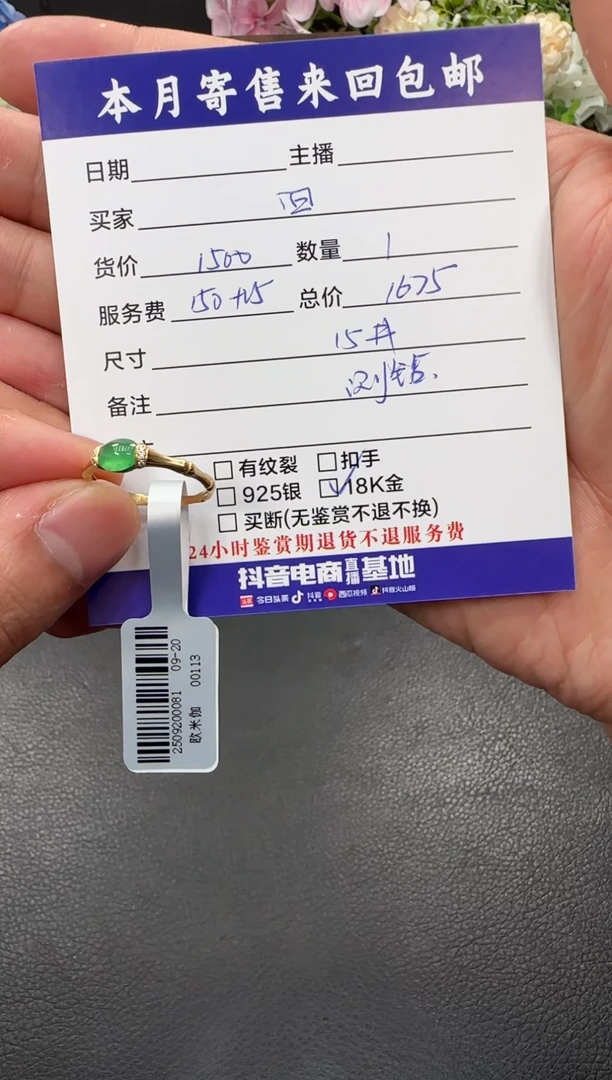 本月寄售来回包邮
日期 主播
买家 回
货价 1500 数量 1
服务费 150+25 总价 1675
尺寸 15#
备注
□有纹裂 □扣手
□925银 ☑18K金
□买断(无鉴赏不退不换)
24小时鉴赏期退货不退服务费
抖音电商直播基地
头条 今日头条 抖音 西瓜视频 抖音火山版
2509200081 09-20
欧米伽 00113